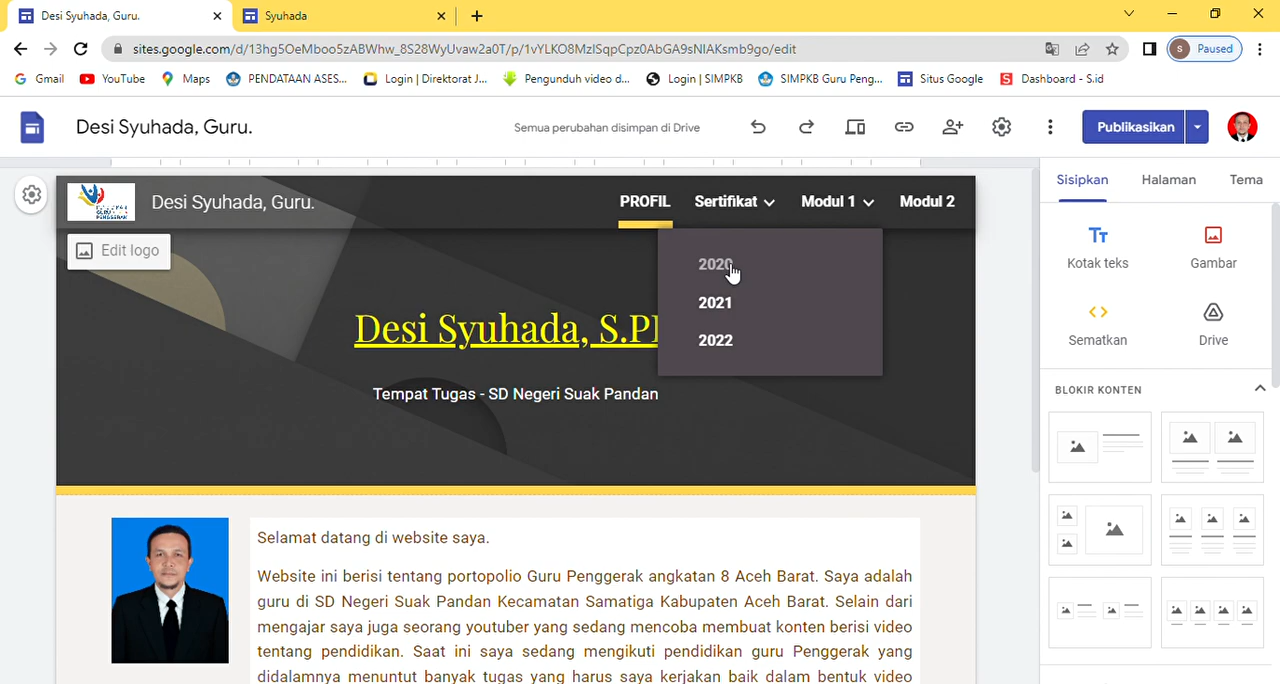 Desi Syuhada, Guru.
Syuhada
sites.google.com/d/13hg5OeMboo5zABWhw_8S28WyUvaw2a0T/p/1vYLKO8MzISqpCpz0AbGA9sNIAKsmb9go/edit
S Paused
Gmail YouTube Maps PENDATAAN ASES... Login | Direktorat J... Pengunduh video d... Login | SIMPKB SIMPKB Guru Peng... Situs Google Dashboard - S.id
Desi Syuhada, Guru.
Semua perubahan disimpan di Drive
Publikasikan
Desi Syuhada, Guru.
PROFIL Sertifikat Modul 1 Modul 2
Edit logo
2020
2021
2022
Desi Syuhada, S.P
Tempat Tugas - SD Negeri Suak Pandan
Selamat datang di website saya.
Website ini berisi tentang portopolio Guru Penggerak angkatan 8 Aceh Barat. Saya adalah
guru di SD Negeri Suak Pandan Kecamatan Samatiga Kabupaten Aceh Barat. Selain dari
mengajar saya juga seorang youtuber yang sedang mencoba membuat konten berisi video
tentang pendidikan. Saat ini saya sedang mengikuti pendidikan guru Penggerak yang
didalamnya menuntut banyak tugas yang harus saya kerjakan baik dalam bentuk video
Sisipkan Halaman Tema
Tt
Kotak teks Gambar
Sematkan Drive
BLOKIR KONTEN